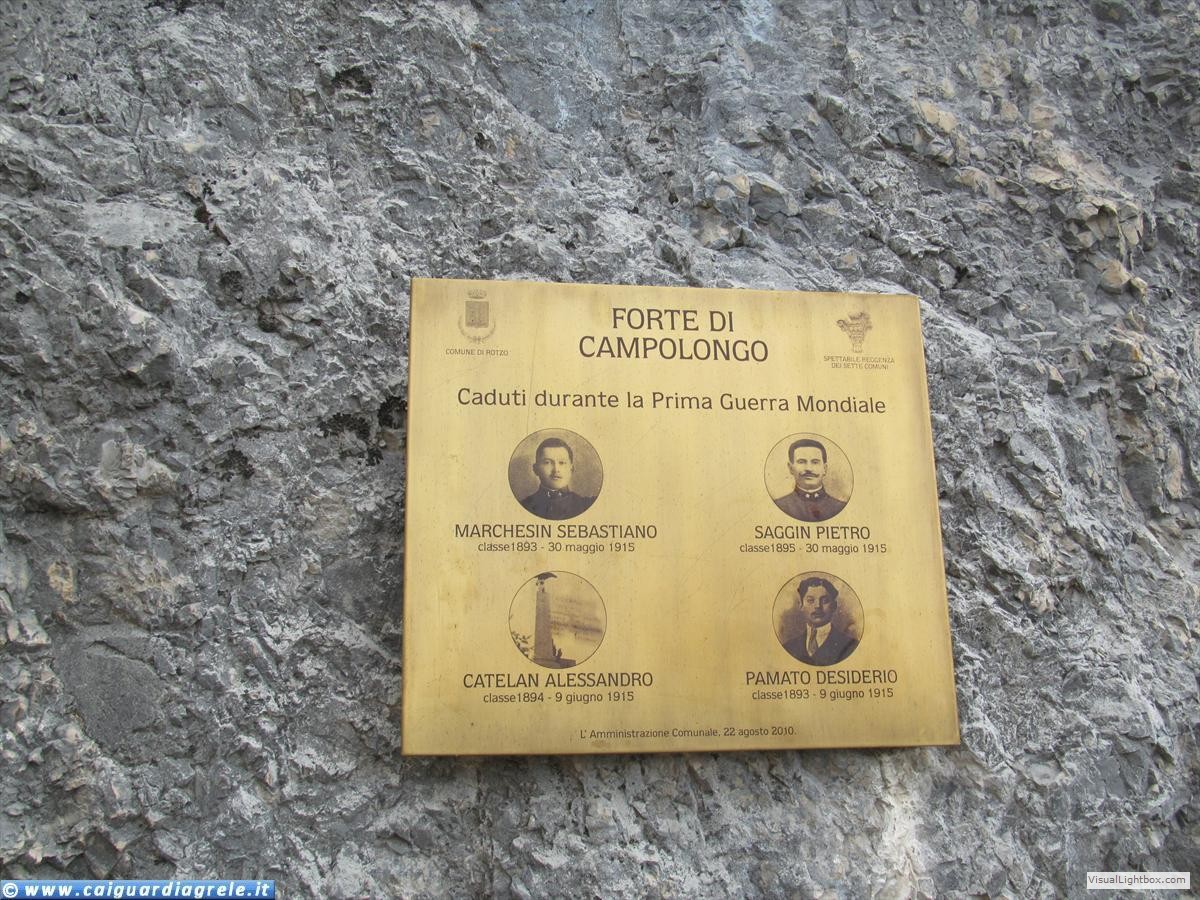 FORTE DI
CAMPOLONGO
COMUNE DI ROTZO
SPETTABILE REGGENZA
DEI SETTE COMUNI
Caduti durante la Prima Guerra Mondiale
MARCHESIN SEBASTIANO
classe1893 - 30 maggio 1915
SAGGIN PIETRO
classe1895 - 30 maggio 1915
CATELAN ALESSANDRO
classe1894 - 9 giugno 1915
PAMATO DESIDERIO
classe1893 - 9 giugno 1915
L' Amministrazione Comunale, 22 agosto 2010.
© www.caiguardiagrele.it
VisualLightbox.com